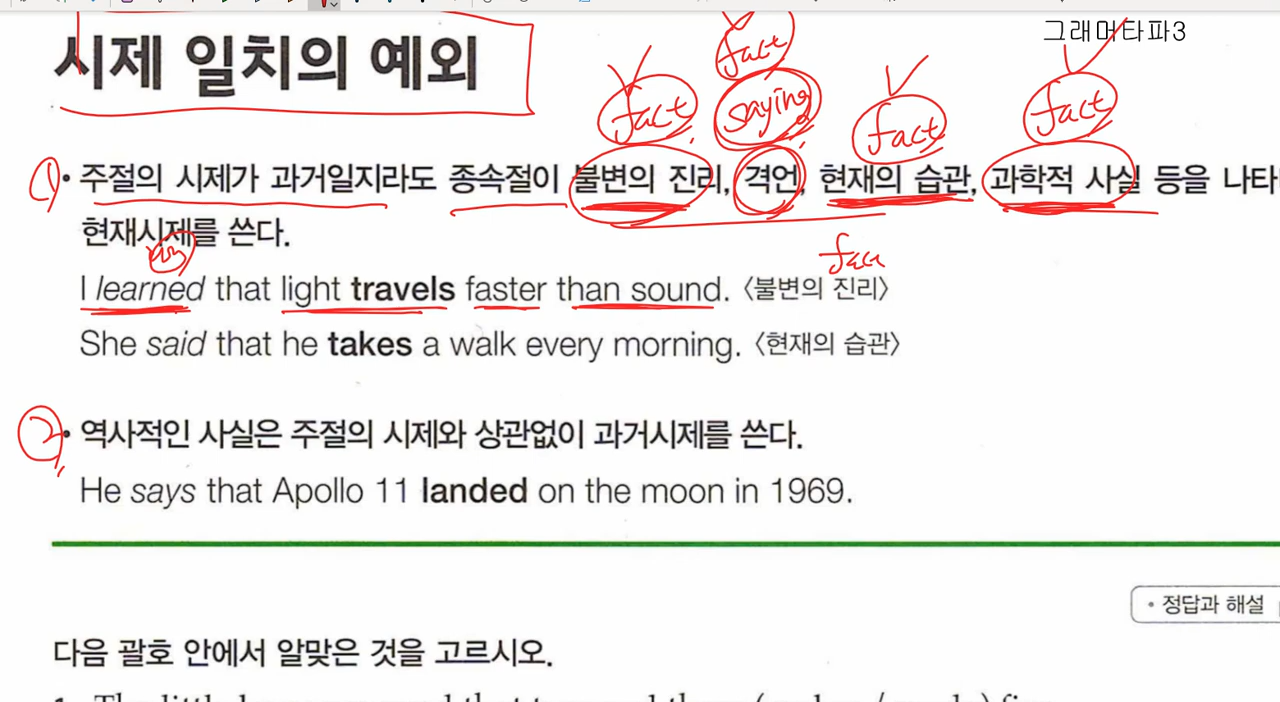 그래머타파3
시제 일치의 예외
fact
fact saying fact fact
(1) • 주절의 시제가 과거일지라도 종속절이 불변의 진리, 격언, 현재의 습관, 과학적 사실 등을 나타
현재시제를 쓴다.
fact
I learned that light travels faster than sound. 〈불변의 진리〉
She said that he takes a walk every morning. 〈현재의 습관〉
2 • 역사적인 사실은 주절의 시제와 상관없이 과거시제를 쓴다.
He says that Apollo 11 landed on the moon in 1969.
• 정답과 해설
다음 괄호 안에서 알맞은 것을 고르시오.